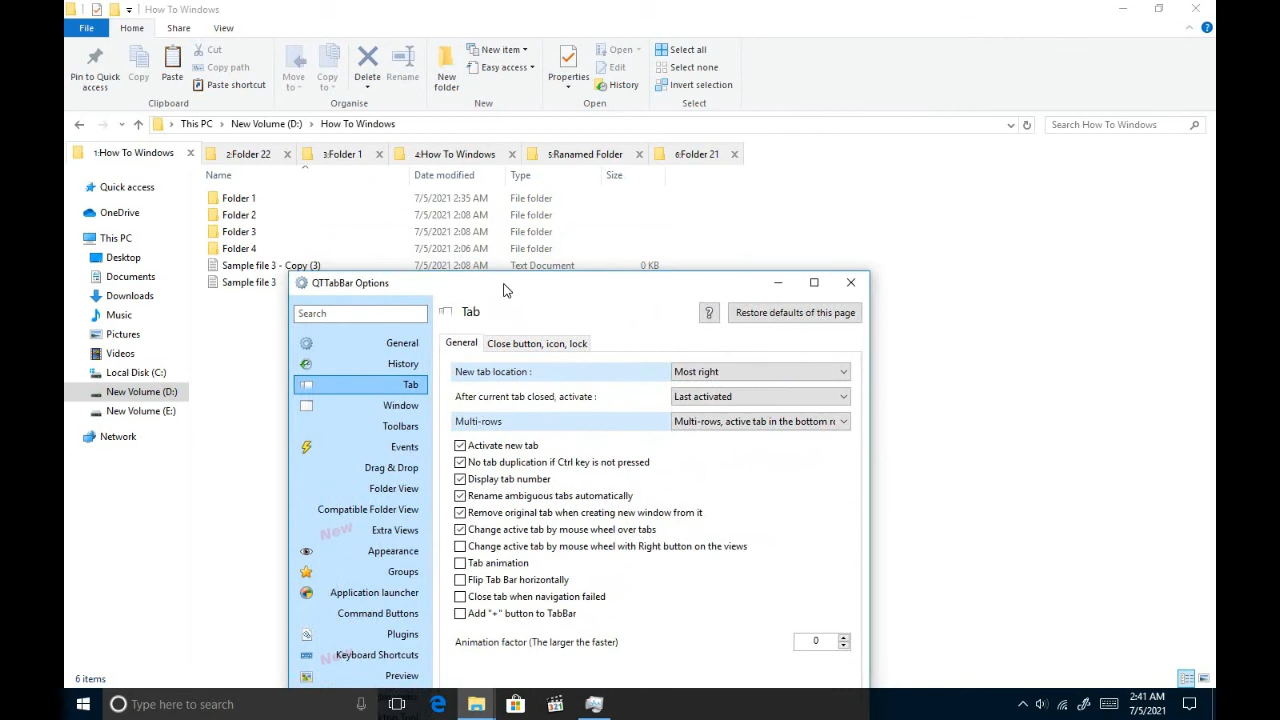 How To Windows
File
Home
Share
View
Pin to Quick access
Copy
Paste
Cut
Copy path
Paste shortcut
Clipboard
Move to
Copy to
Delete
Rename
Organise
New folder
New item
Easy access
New
Properties
Open
Edit
History
Open
Select all
Select none
Invert selection
Select
This PC
New Volume (D:)
How To Windows
Search How To Windows
1:How To Windows
2:Folder 22
3:Folder 1
4:How To Windows
5:Ranamed Folder
6:Folder 21
Name
Date modified
Type
Size
Quick access
OneDrive
This PC
Desktop
Documents
Downloads
Music
Pictures
Videos
Local Disk (C:)
New Volume (D:)
New Volume (E:)
Network
Folder 1 7/5/2021 2:35 AM File folder
Folder 2 7/5/2021 2:08 AM File folder
Folder 3 7/5/2021 2:08 AM File folder
Folder 4 7/5/2021 2:06 AM File folder
Sample file 3 - Copy (3) 7/5/2021 2:08 AM Text Document 0 KB
Sample file 3
QTTabBar Options
Search
General
History
Tab
Window
Toolbars
Events
Drag & Drop
Folder View
Compatible Folder View
New
Extra Views
Appearance
Groups
Application launcher
Command Buttons
Plugins
New
Keyboard Shortcuts
Preview
Tab
?
Restore defaults of this page
General
Close button, icon, lock
New tab location : Most right
After current tab closed, activate : Last activated
Multi-rows Multi-rows, active tab in the bottom rc
Activate new tab
No tab duplication if Ctrl key is not pressed
Display tab number
Rename ambiguous tabs automatically
Remove original tab when creating new window from it
Change active tab by mouse wheel over tabs
Change active tab by mouse wheel with Right button on the views
Tab animation
Flip Tab Bar horizontally
Close tab when navigation failed
Add "+" button to TabBar
Animation factor (The larger the faster) 0
6 items
Type here to search
2:41 AM
7/5/2021